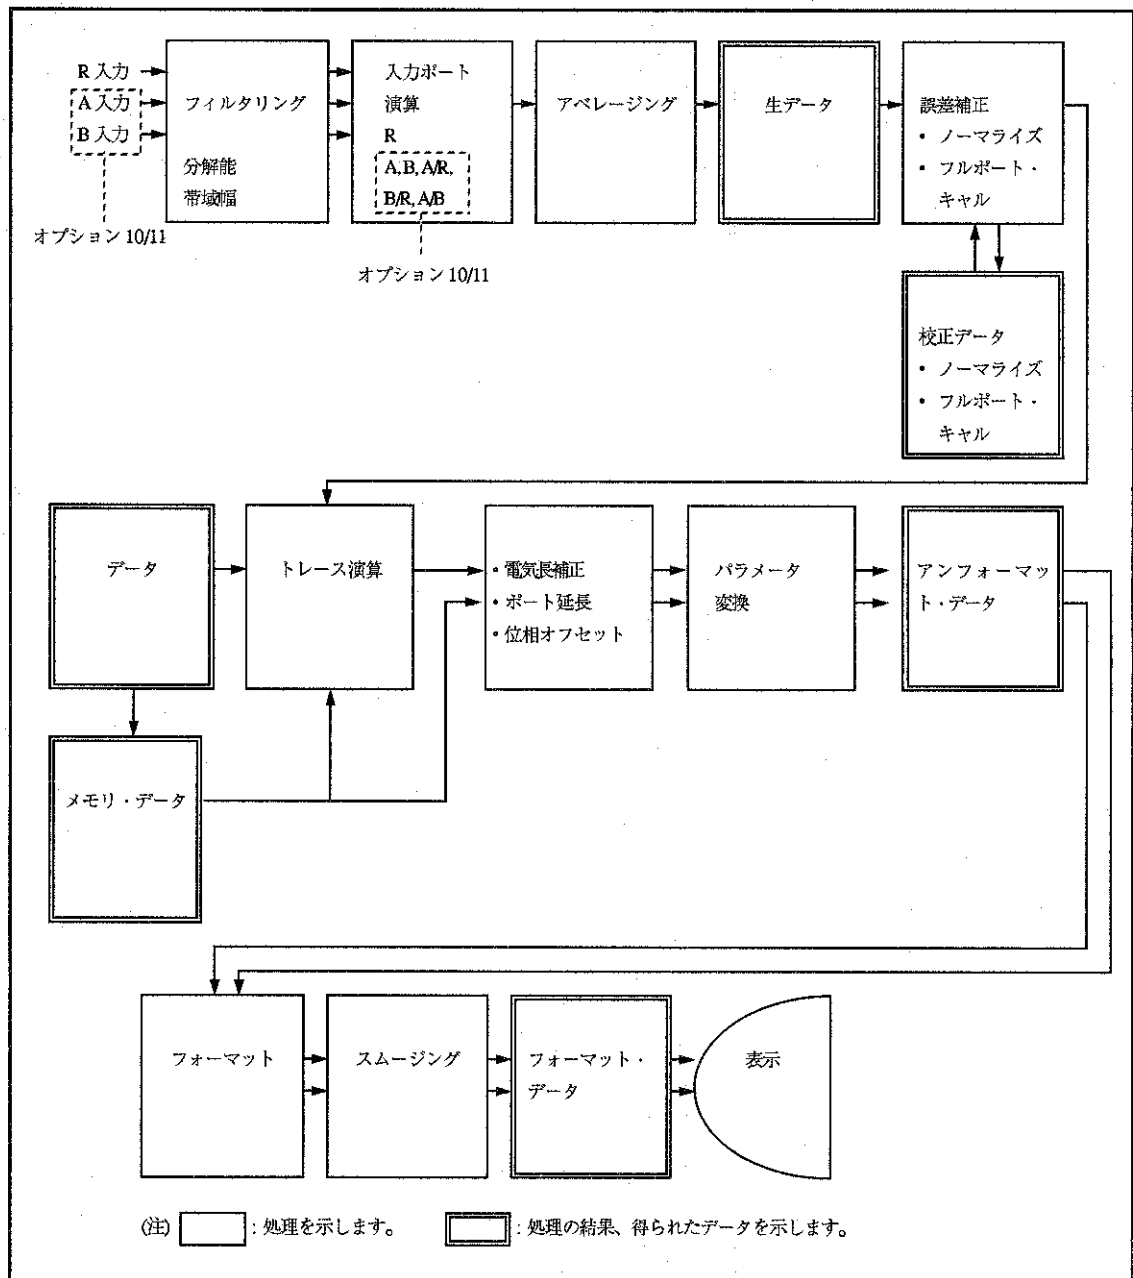 R 入力
A 入力
B 入力
オプション 10/11
フィルタリング
分解能
帯域幅
入力ポート
演算
R
A, B, A/R,
B/R, A/B
オプション 10/11
アベレージング
生データ
誤差補正
• ノーマライズ
• フルポート・
キャル
校正データ
• ノーマライズ
• フルポート・
キャル
データ
トレース演算
・電気長補正
・ポート延長
・位相オフセット
パラメータ
変換
アンフォーマッ
ト・データ
メモリ・データ
フォーマット
スムージング
フォーマット・
データ
表示
(注) : 処理を示します。 : 処理の結果、得られたデータを示します。